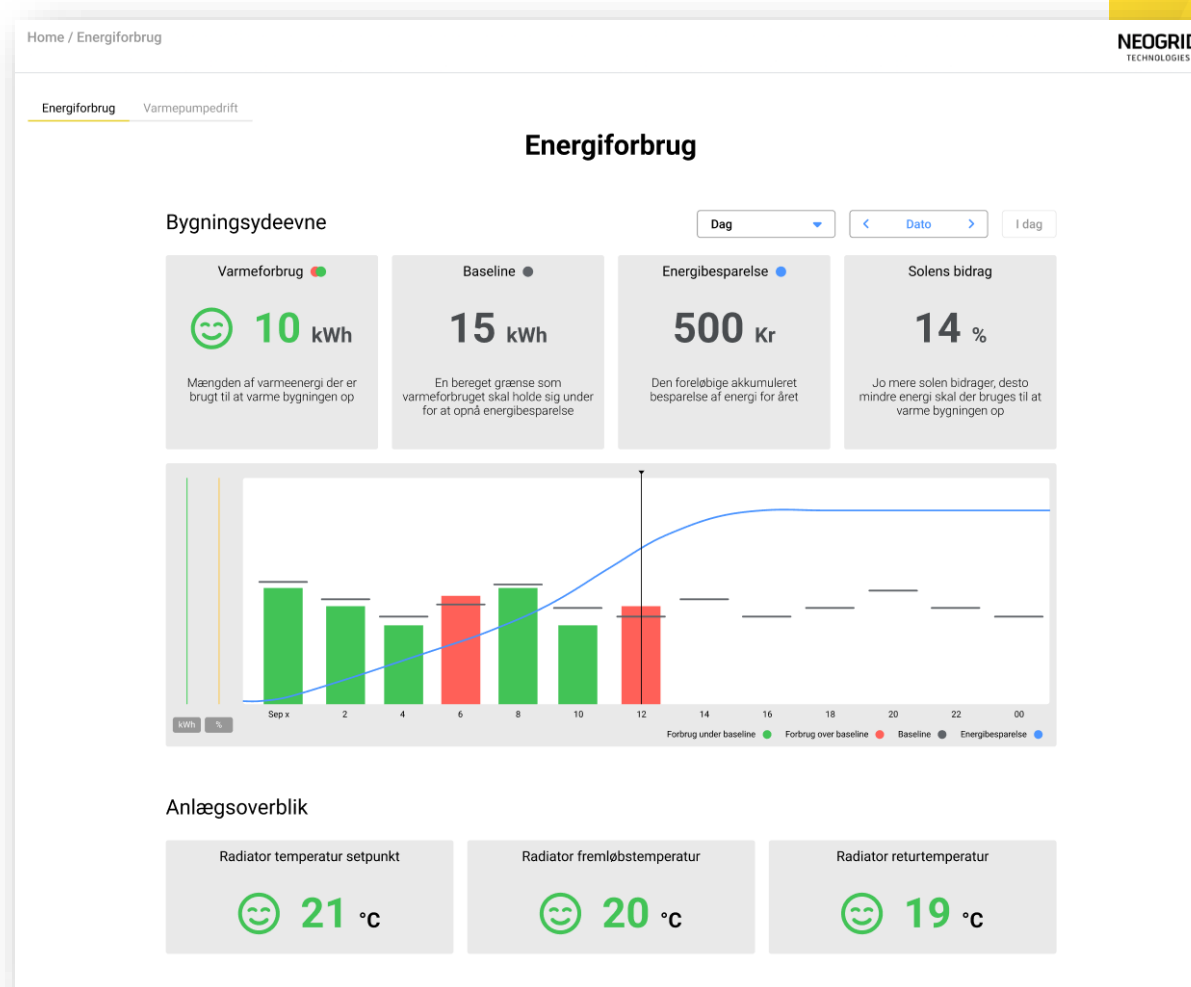 Home / Energiforbrug
NEOGRID
TECHNOLOGIES
Energiforbrug
Varmepumpedrift
Energiforbrug
Bygningsydeevne
Dag
Dato
I dag
Varmeforbrug
10 kWh
Mængden af varmeenergi der er
brugt til at varme bygningen op
Baseline
15 kWh
En bereget grænse som
varmeforbruget skal holde sig under
for at opnå energibesparelse
Energibesparelse
500 Kr
Den foreløbige akkumuleret
besparelse af energi for året
Solens bidrag
14 %
Jo mere solen bidrager, desto
mindre energi skal der bruges til at
varme bygningen op
kWh
%
Sep x
2
4
6
8
10
12
14
16
18
20
22
00
Forbrug under baseline
Forbrug over baseline
Baseline
Energibesparelse
Anlægsoverblik
Radiator temperatur setpunkt
21 °C
Radiator fremløbstemperatur
20 °C
Radiator returtemperatur
19 °C